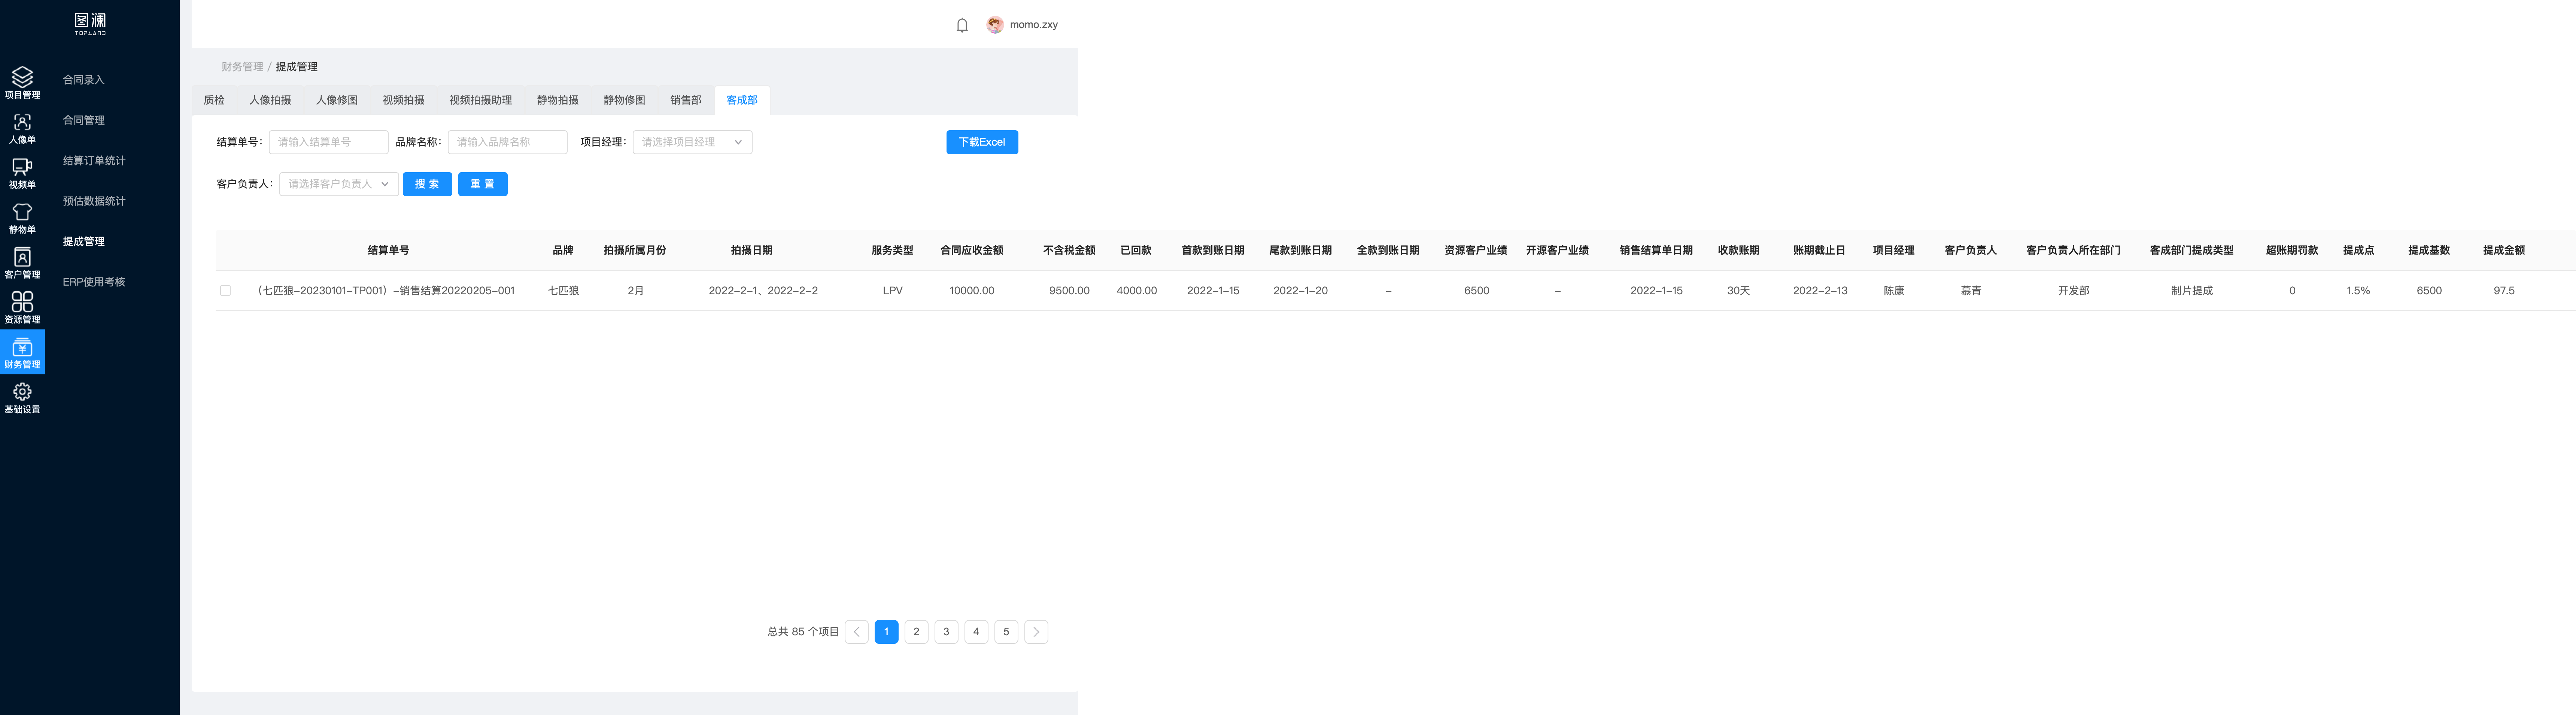 图澜
TOPLAND
momo.zxy
项目管理
人像单
视频单
静物单
客户管理
资源管理
财务管理
基础设置
合同录入
合同管理
结算订单统计
预估数据统计
提成管理
ERP使用考核
财务管理 / 提成管理
质检 人像拍摄 人像修图 视频拍摄 视频拍摄助理 静物拍摄 静物修图 销售部 客成部
结算单号： 请输入结算单号 品牌名称： 请输入品牌名称 项目经理： 请选择项目经理 下载Excel
客户负责人： 请选择客户负责人 搜 索 重 置
结算单号 品牌 拍摄所属月份 拍摄日期 服务类型 合同应收金额 不含税金额 已回款 首款到账日期 尾款到账日期 全款到账日期 资源客户业绩 开源客户业绩 销售结算单日期 收款账期 账期截止日 项目经理 客户负责人 客户负责人所在部门 客成部门提成类型 超账期罚款 提成点 提成基数 提成金额
（七匹狼-20230101-TP001）-销售结算20220205-001 七匹狼 2月 2022-2-1、2022-2-2 LPV 10000.00 9500.00 4000.00 2022-1-15 2022-1-20 - 6500 - 2022-1-15 30天 2022-2-13 陈康 慕青 开发部 制片提成 0 1.5% 6500 97.5
总共 85 个项目 1 2 3 4 5